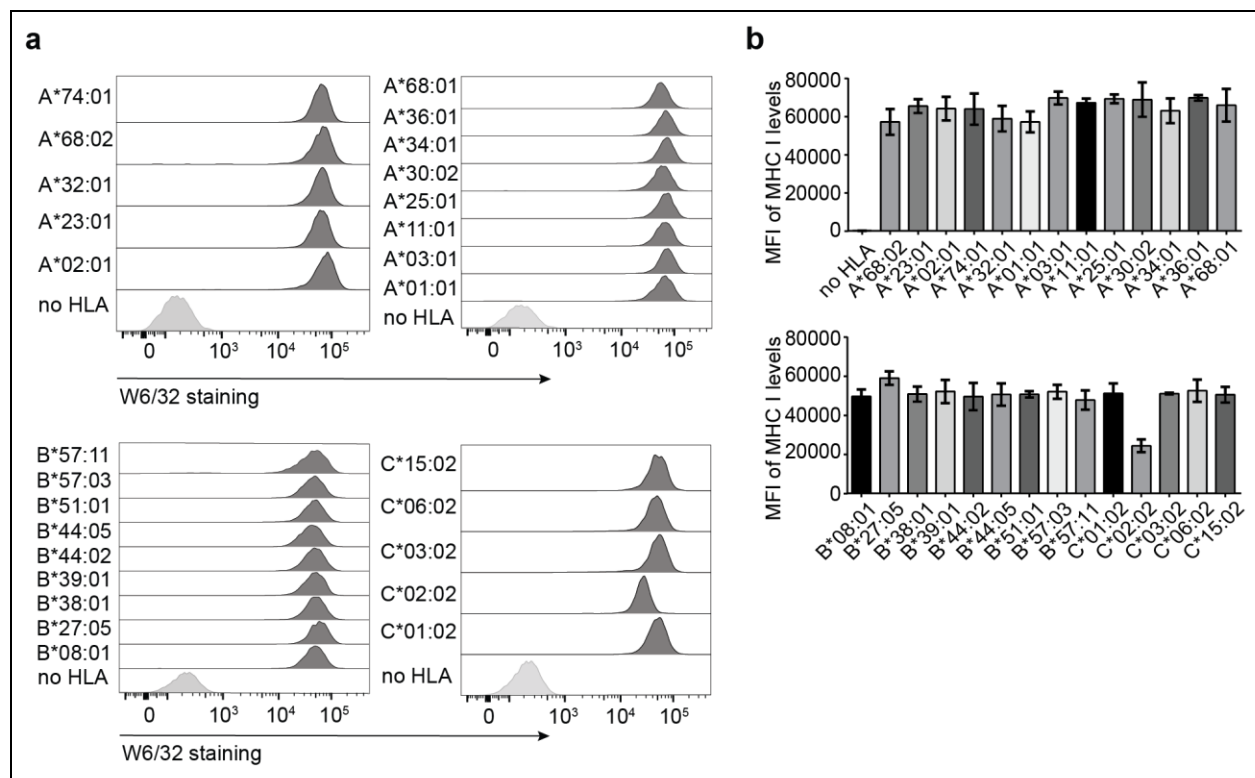 a
A*74:01
A*68:02
A*32:01
A*23:01
A*02:01
no HLA
0 10³ 10⁴ 10⁵
W6/32 staining
A*68:01
A*36:01
A*34:01
A*30:02
A*25:01
A*11:01
A*03:01
A*01:01
no HLA
0 10³ 10⁴ 10⁵
B*57:11
B*57:03
B*51:01
B*44:05
B*44:02
B*39:01
B*38:01
B*27:05
B*08:01
no HLA
0 10³ 10⁴ 10⁵
W6/32 staining
C*15:02
C*06:02
C*03:02
C*02:02
C*01:02
no HLA
0 10³ 10⁴ 10⁵
b
MFI of MHC I levels
80000
60000
40000
20000
0
no HLA
A*68:02
A*23:01
A*02:01
A*74:01
A*32:01
A*01:01
A*03:01
A*11:01
A*25:01
A*30:02
A*34:01
A*36:01
A*68:01
MFI of MHC I levels
80000
60000
40000
20000
0
B*08:01
B*27:05
B*38:01
B*39:01
B*44:02
B*44:05
B*51:01
B*57:03
B*57:11
C*01:02
C*02:02
C*03:02
C*06:02
C*15:02